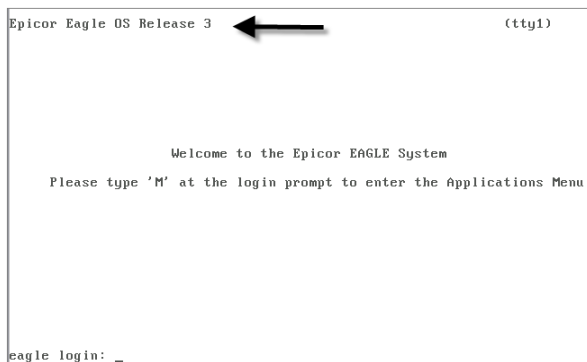 Epicor Eagle OS Release 3 (tty1)
Welcome to the Epicor EAGLE System
Please type 'M' at the login prompt to enter the Applications Menu
eagle login: _